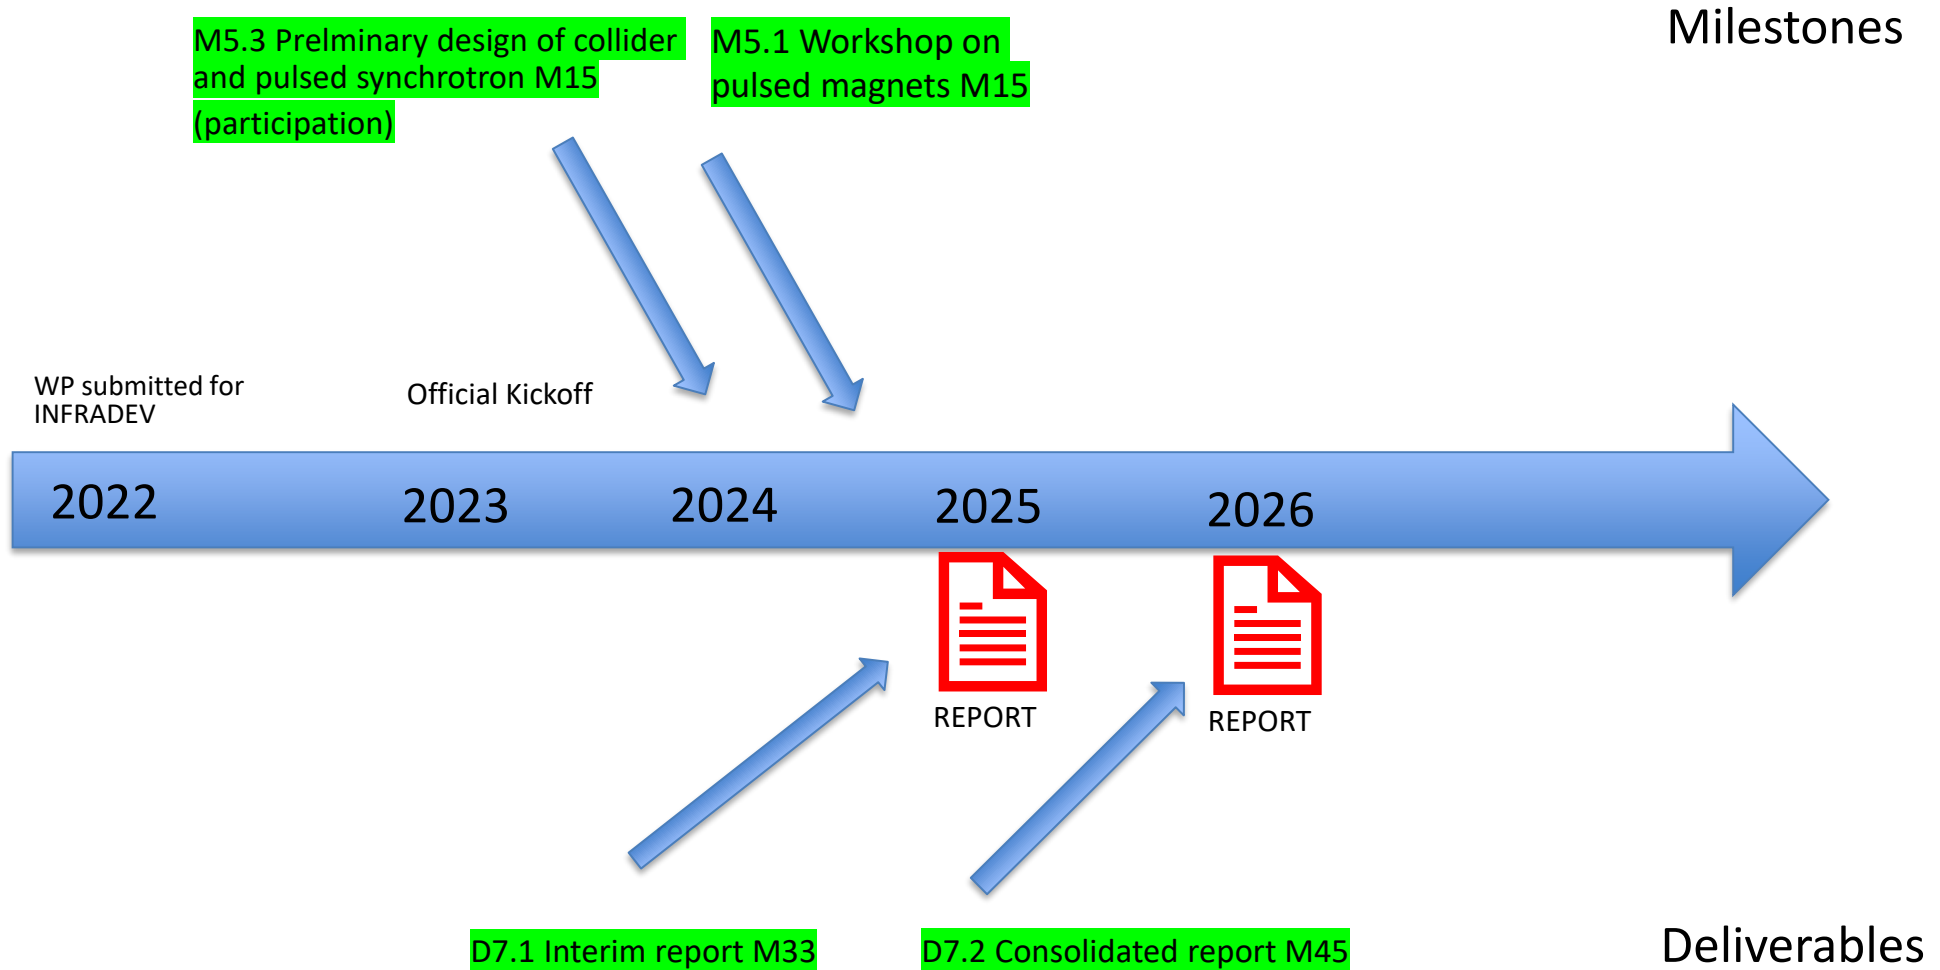 Milestones
M5.3 Prelminary design of collider
and pulsed synchrotron M15
(participation)
M5.1 Workshop on
pulsed magnets M15
WP submitted for
INFRADEV
Official Kickoff
2022
2023
2024
2025
2026
REPORT
REPORT
D7.1 Interim report M33
D7.2 Consolidated report M45
Deliverables